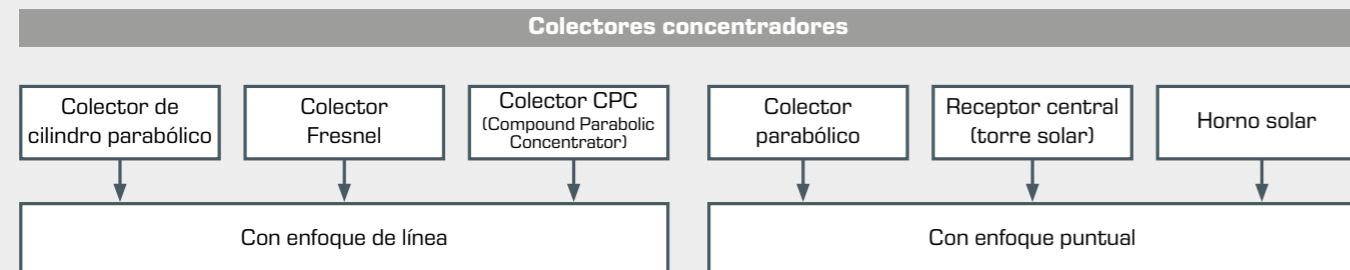 Colectores concentradores
Colector de
cilindro parabólico
Colector
Fresnel
Colector CPC
(Compound Parabolic
Concentrator)
Colector
parabólico
Receptor central
(torre solar)
Horno solar
Con enfoque de línea
Con enfoque puntual